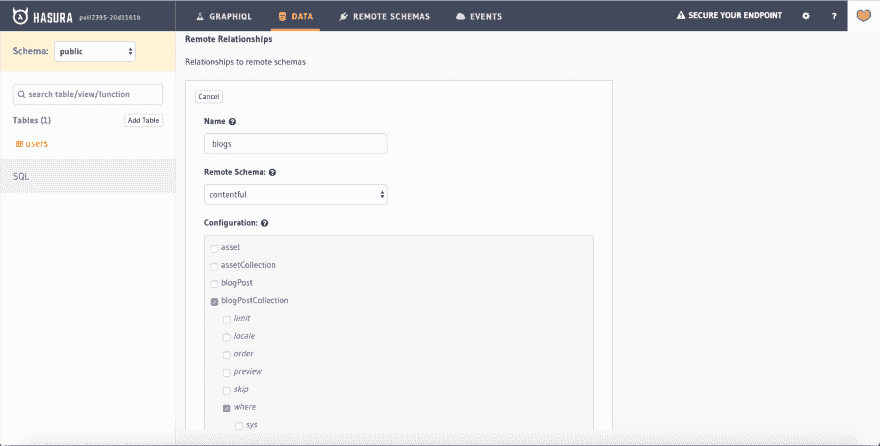 HASURA pvii2395-20d1161b GRAPHIQL DATA REMOTE SCHEMAS EVENTS SECURE YOUR ENDPOINT ?
Schema: public
search table/view/function
Tables (1) Add Table
users
SQL
Remote Relationships
Relationships to remote schemas
Cancel
Name ?
blogs
Remote Schema: ?
contentful
Configuration: ?
asset
assetCollection
blogPost
blogPostCollection
limit
locale
order
preview
skip
where
sys